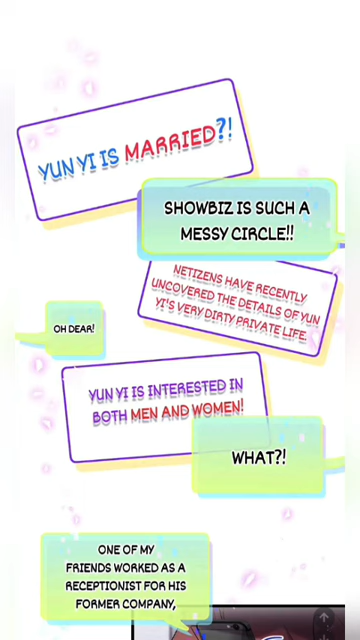 YUN YI IS MARRIED?!
SHOWBIZ IS SUCH A
MESSY CIRCLE!!
NETIZENS HAVE RECENTLY
UNCOVERED THE DETAILS OF YUN
YI'S VERY DIRTY PRIVATE LIFE.
OH DEAR!
YUN YI IS INTERESTED IN
BOTH MEN AND WOMEN!
WHAT?!
ONE OF MY
FRIENDS WORKED AS A
RECEPTIONIST FOR HIS
FORMER COMPANY,